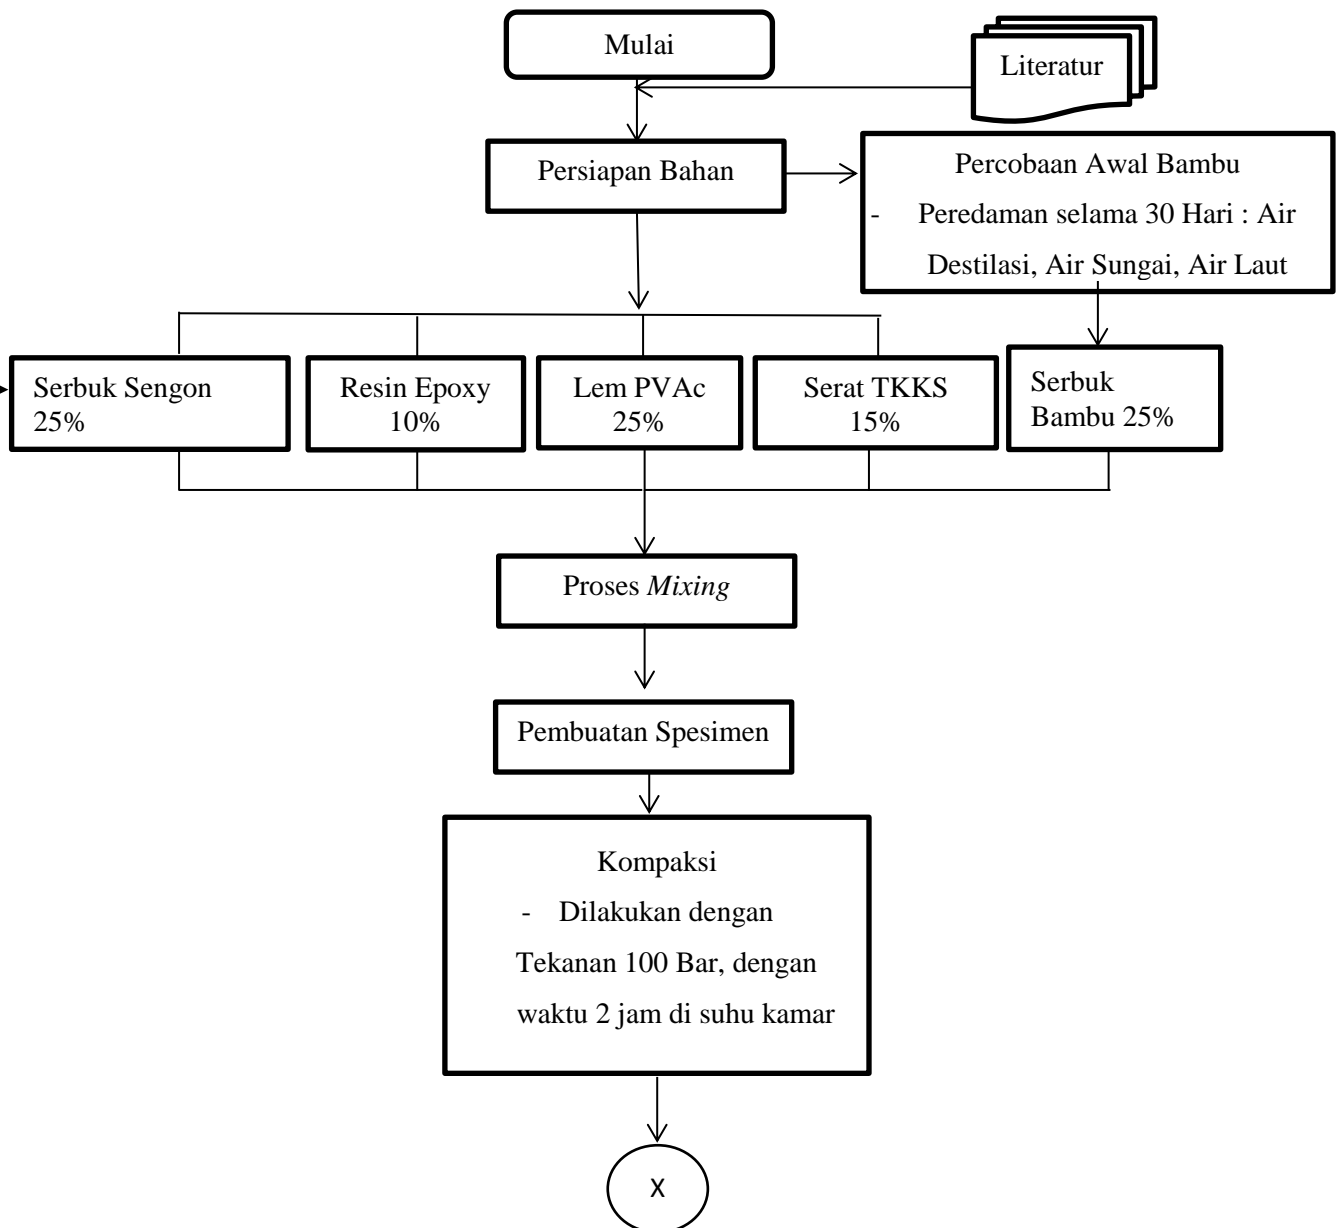 Mulai
Literatur
Persiapan Bahan
Percobaan Awal Bambu
- Peredaman selama 30 Hari : Air
Destilasi, Air Sungai, Air Laut
Serbuk Sengon
25%
Resin Epoxy
10%
Lem PVAc
25%
Serat TKKS
15%
Serbuk
Bambu 25%
Proses Mixing
Pembuatan Spesimen
Kompaksi
- Dilakukan dengan
Tekanan 100 Bar, dengan
waktu 2 jam di suhu kamar
X